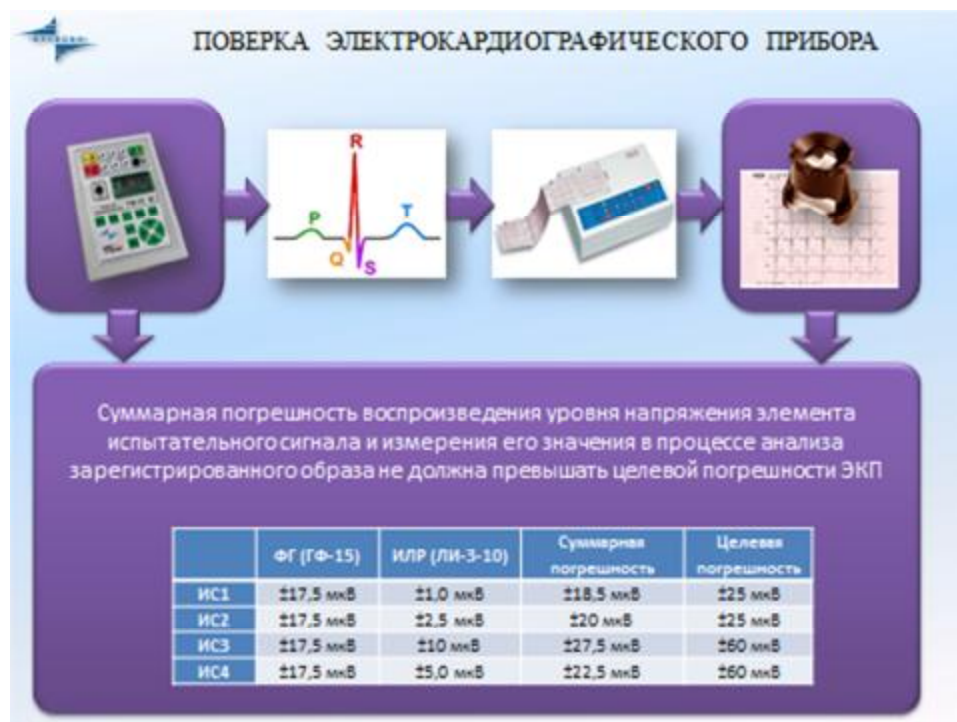 ПОВЕРКА ЭЛЕКТРОКАРДИОГРАФИЧЕСКОГО ПРИБОРА
R
P
T
Q
S
Суммарная погрешность воспроизведения уровня напряжения элемента
испытательного сигнала и измерения его значения в процессе анализа
зарегистрированного образа не должна превышать целевой погрешности ЭКП
ФГ (ГФ-15) ИЛР (ЛИ-3-10) Суммарная погрешность Целевая погрешность
ИС1 ±17,5 мкВ ±1,0 мкВ ±18,5 мкВ ±25 мкВ
ИС2 ±17,5 мкВ ±2,5 мкВ ±20 мкВ ±25 мкВ
ИС3 ±17,5 мкВ ±10 мкВ ±27,5 мкВ ±60 мкВ
ИС4 ±17,5 мкВ ±5,0 мкВ ±22,5 мкВ ±60 мкВ